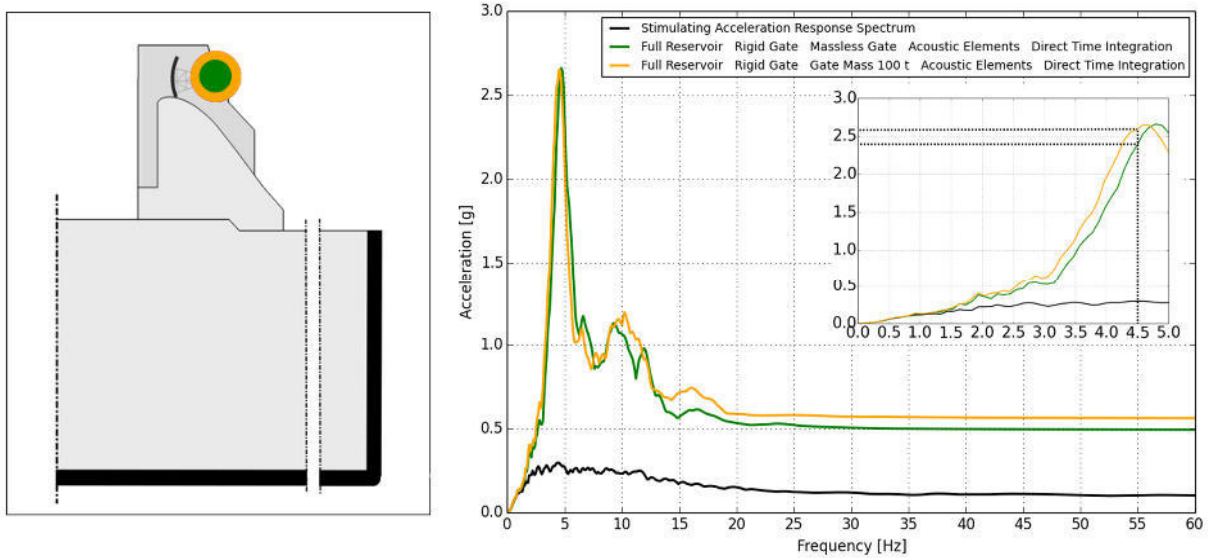 Stimulating Acceleration Response Spectrum
Full Reservoir Rigid Gate Massless Gate Acoustic Elements Direct Time Integration
Full Reservoir Rigid Gate Gate Mass 100 t Acoustic Elements Direct Time Integration
3.0
2.5
2.0
1.5
1.0
0.5
0.0
Acceleration [g]
0 5 10 15 20 25 30 35 40 45 50 55 60
Frequency [Hz]
3.0
2.5
2.0
1.5
1.0
0.5
0.0
0.0 0.5 1.0 1.5 2.0 2.5 3.0 3.5 4.0 4.5 5.0